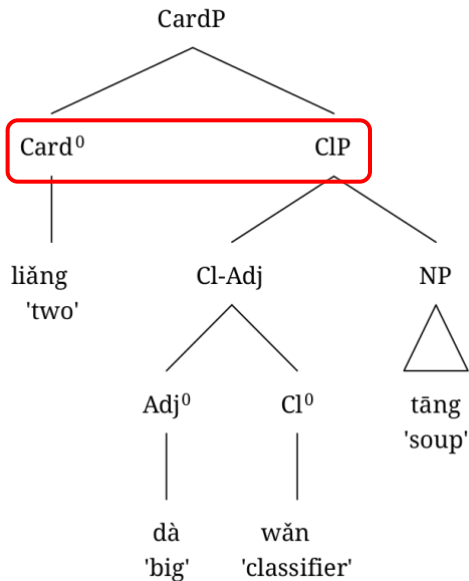 CardP
Card⁰ ClP
liǎng Cl-Adj NP
'two'
Adj⁰ Cl⁰ tāng
'soup'
dà wǎn
'big' 'classifier'